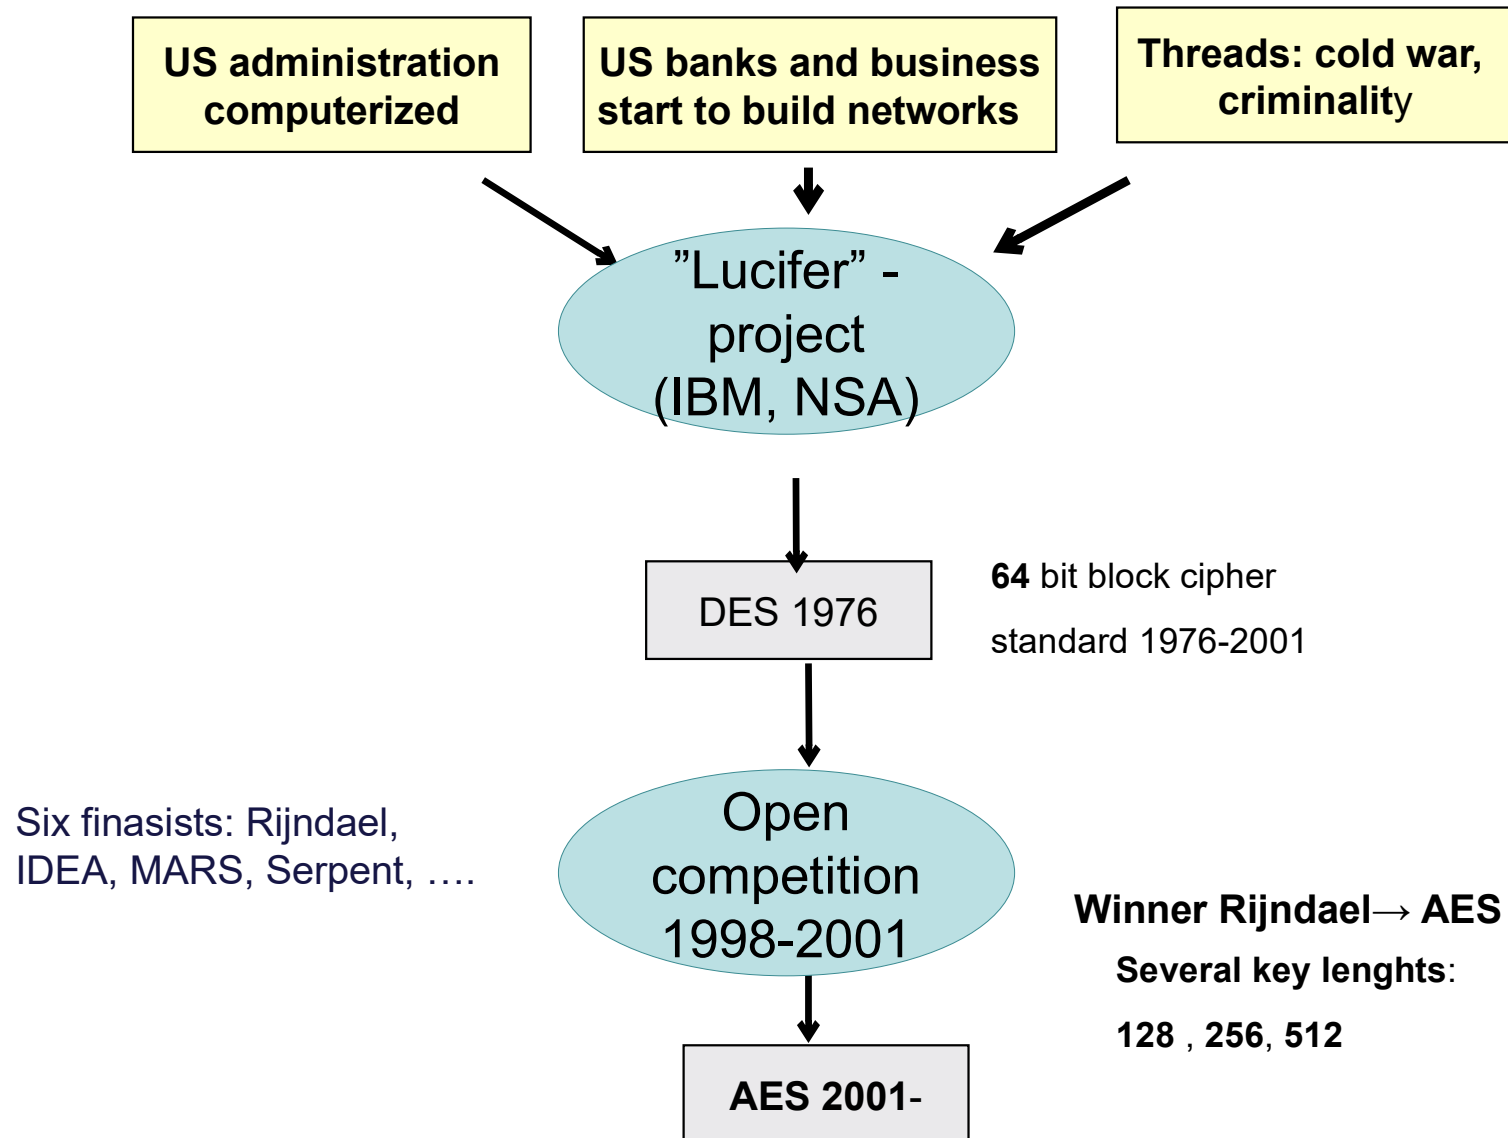 US administration
computerized
US banks and business
start to build networks
Threads: cold war,
criminality
”Lucifer” -
project
(IBM, NSA)
DES 1976
64 bit block cipher
standard 1976-2001
Six finasists: Rijndael,
IDEA, MARS, Serpent, ….
Open
competition
1998-2001
Winner Rijndael→ AES
Several key lenghts:
128 , 256, 512
AES 2001-